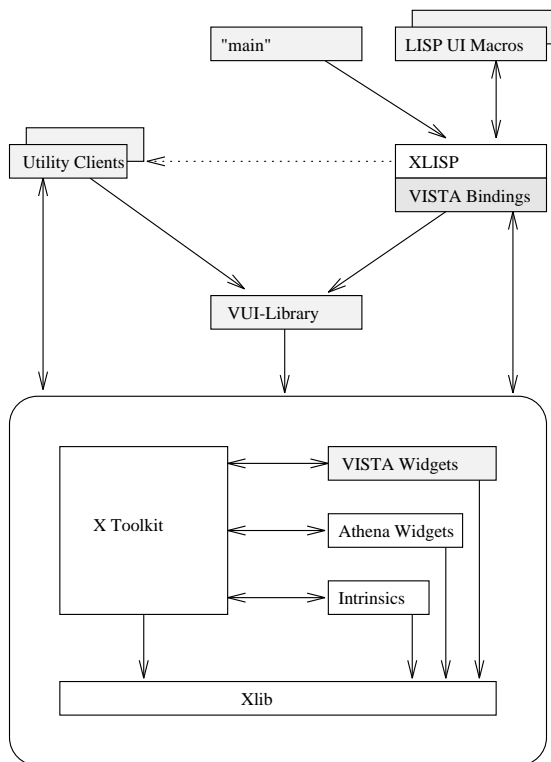 "main"
LISP UI Macros
Utility Clients
XLISP
VISTA Bindings
VUI-Library
VISTA Widgets
X Toolkit
Athena Widgets
Intrinsics
Xlib